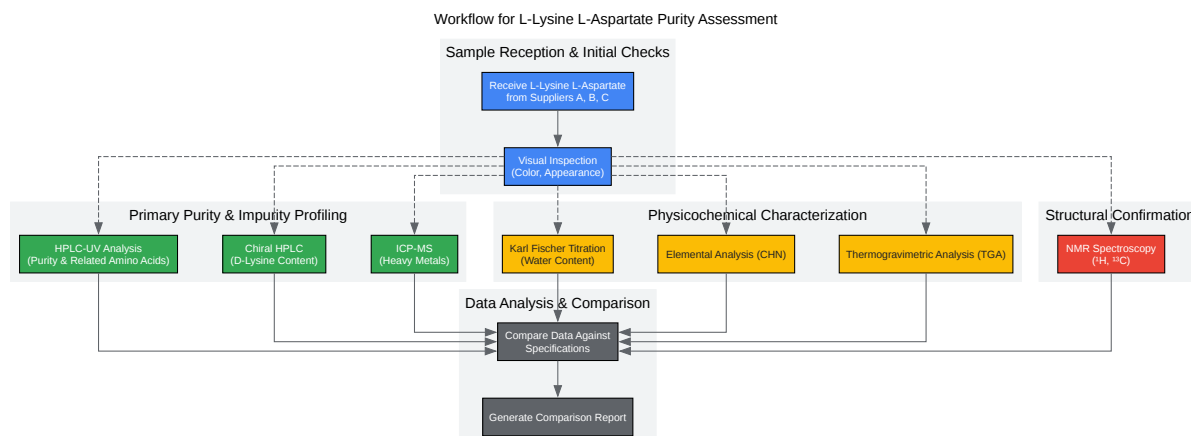 Workflow for L-Lysine L-Aspartate Purity Assessment
Sample Reception & Initial Checks
Receive L-Lysine L-Aspartate
from Suppliers A, B, C
Visual Inspection
(Color, Appearance)
Primary Purity & Impurity Profiling
HPLC-UV Analysis
(Purity & Related Amino Acids)
Chiral HPLC
(D-Lysine Content)
ICP-MS
(Heavy Metals)
Physicochemical Characterization
Karl Fischer Titration
(Water Content)
Elemental Analysis (CHN)
Thermogravimetric Analysis (TGA)
Structural Confirmation
NMR Spectroscopy
(¹H, ¹³C)
Data Analysis & Comparison
Compare Data Against
Specifications
Generate Comparison Report